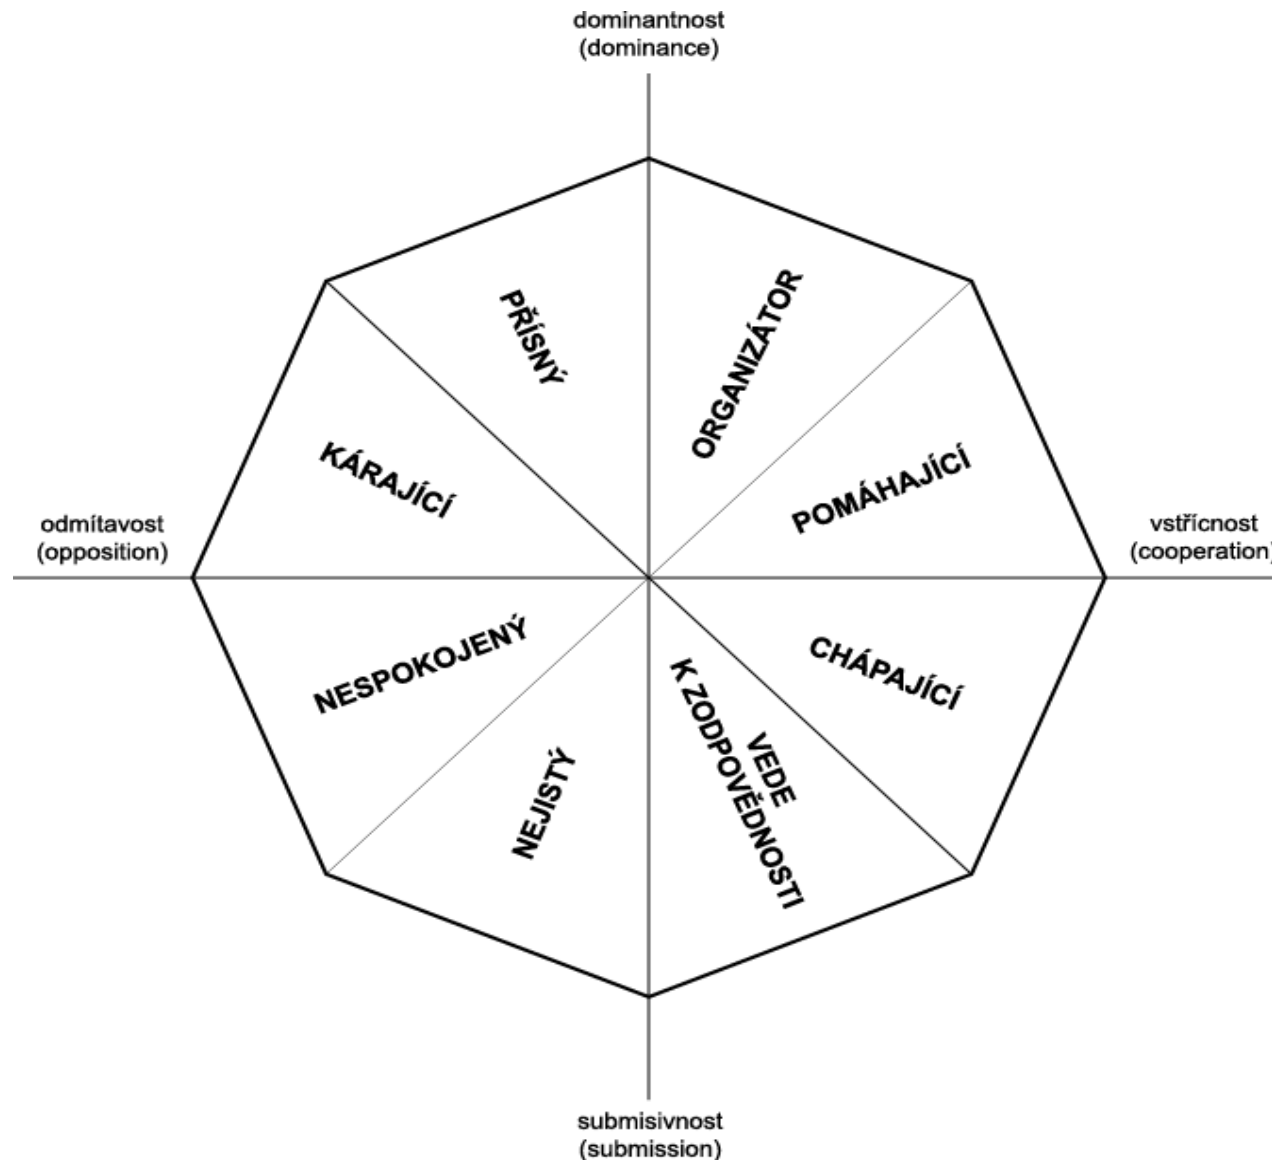 dominantnost
(dominance)
PŘÍSNÝ
ORGANIZÁTOR
KÁRAJÍCÍ
POMÁHAJÍCÍ
odmítavost
(opposition)
vstřícnost
(cooperation)
NESPOKOJENÝ
CHÁPAJÍCÍ
NEJISTÝ
VEDE
K ZODPOVĚDNOSTI
submisivnost
(submission)